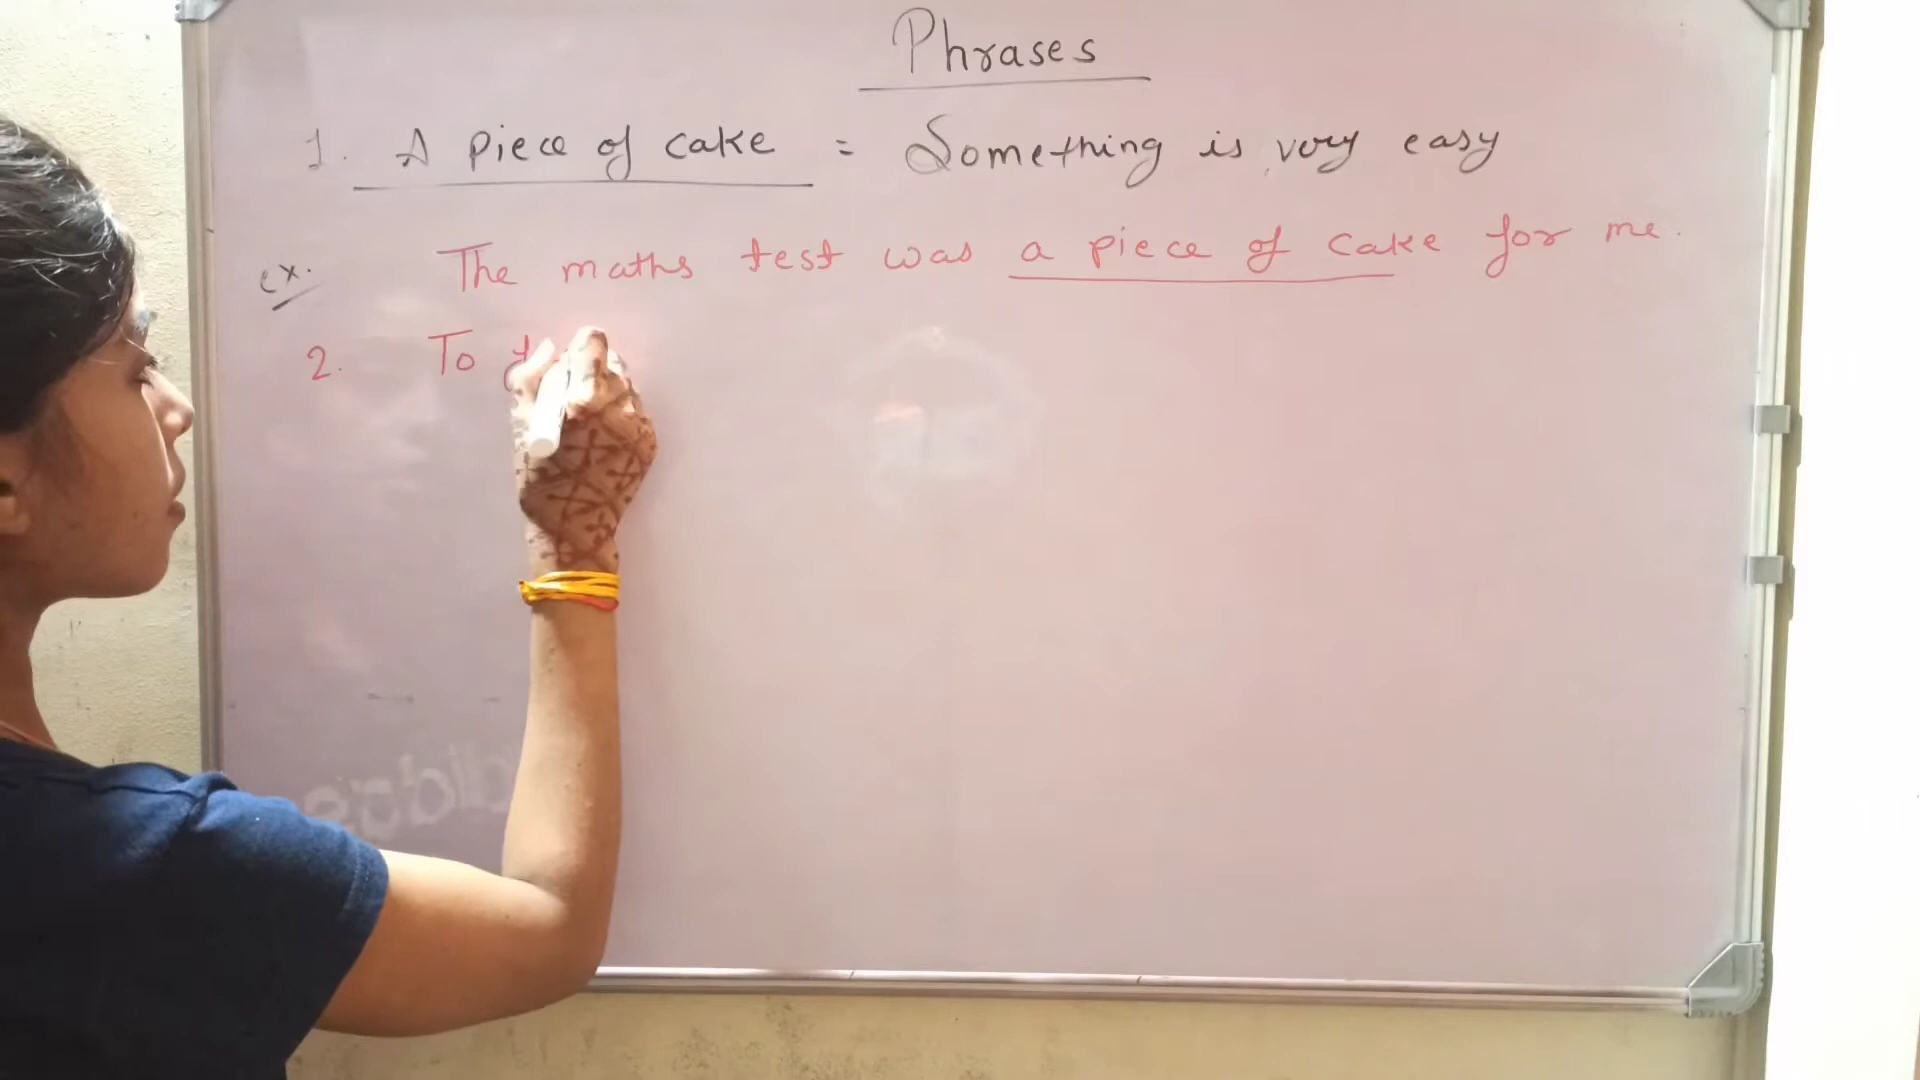 Phrases
1. A piece of cake = Something is very easy
ex. The maths test was a piece of cake for me.
2. To